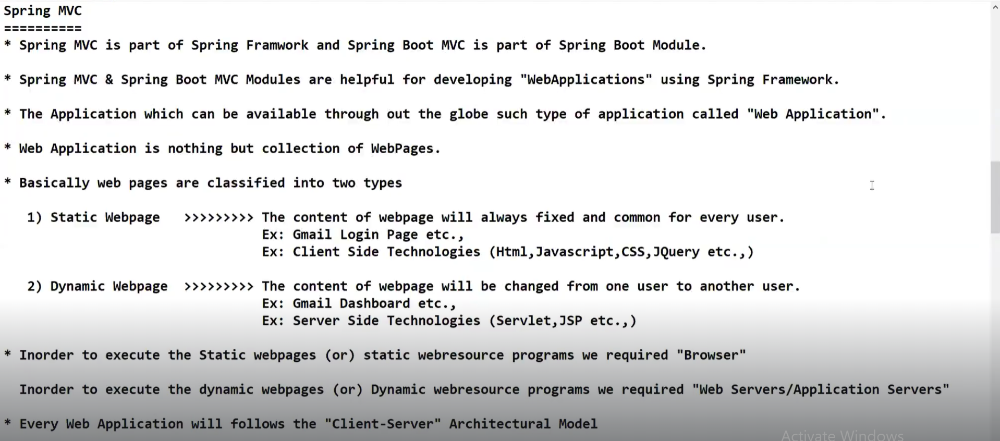 Spring MVC
==========
* Spring MVC is part of Spring Framwork and Spring Boot MVC is part of Spring Boot Module.
* Spring MVC & Spring Boot MVC Modules are helpful for developing "WebApplications" using Spring Framework.
* The Application which can be available through out the globe such type of application called "Web Application".
* Web Application is nothing but collection of WebPages.
* Basically web pages are classified into two types
1) Static Webpage >>>>>>>>> The content of webpage will always fixed and common for every user.
Ex: Gmail Login Page etc.,
Ex: Client Side Technologies (Html,Javascript,CSS,JQuery etc.,)
2) Dynamic Webpage >>>>>>>>> The content of webpage will be changed from one user to another user.
Ex: Gmail Dashboard etc.,
Ex: Server Side Technologies (Servlet,JSP etc.,)
* Inorder to execute the Static webpages (or) static webresource programs we required "Browser"
Inorder to execute the dynamic webpages (or) Dynamic webresource programs we required "Web Servers/Application Servers"
* Every Web Application will follows the "Client-Server" Architectural Model
Activate Windows